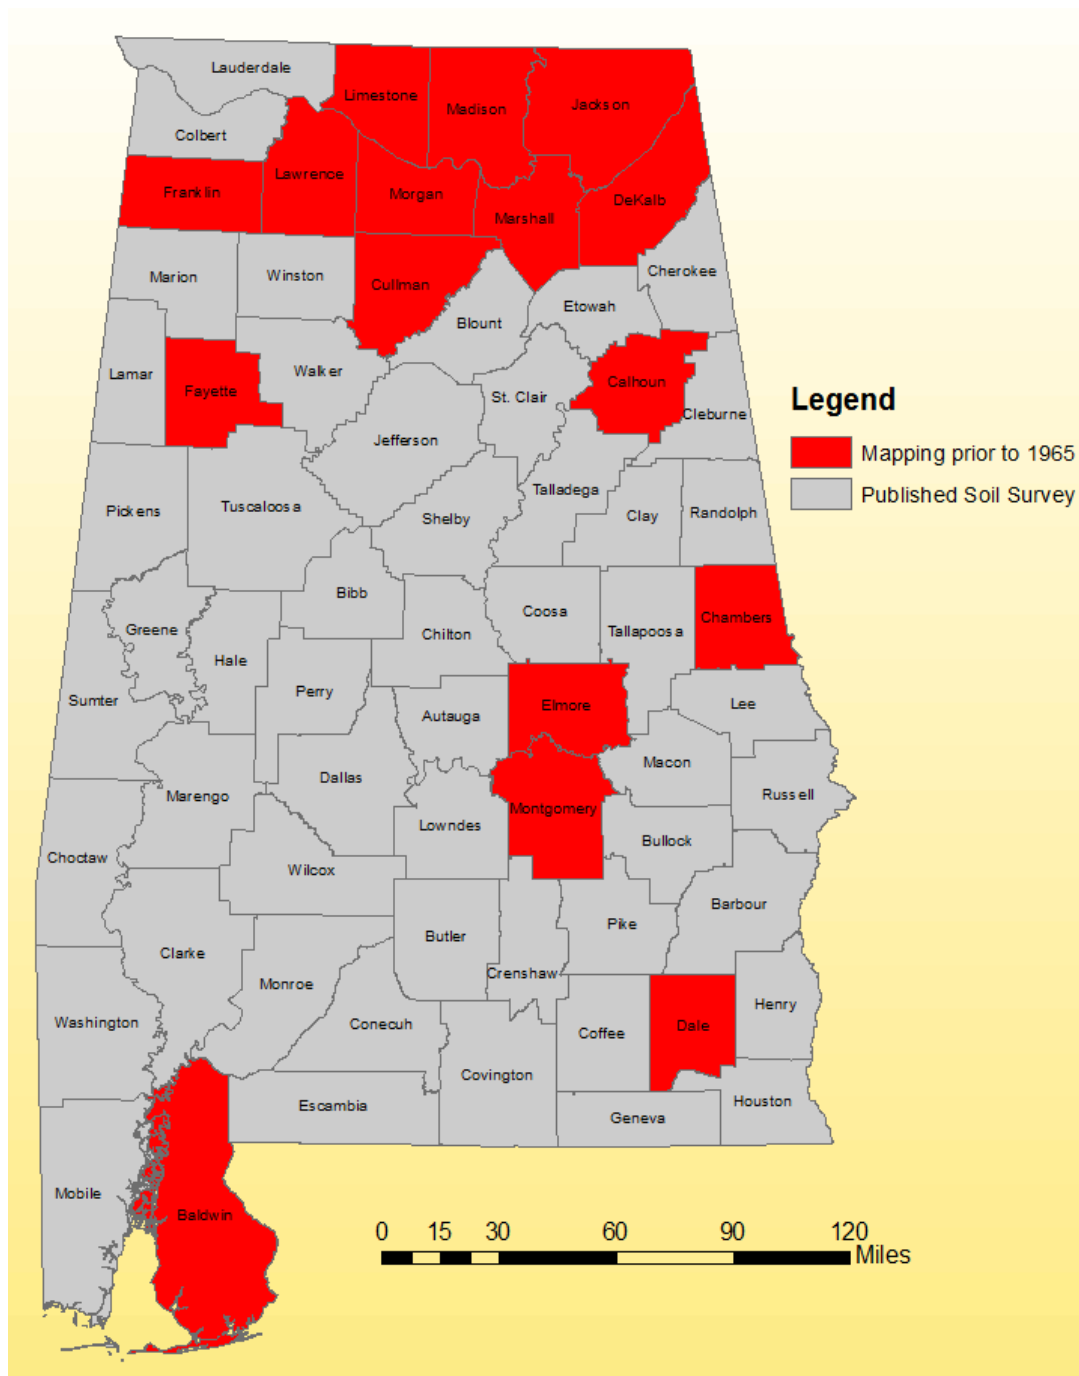 Lauderdale
Limestone
Madison
Jackson
Colbert
Lawrence
Franklin
Morgan
DeKalb
Marshall
Cherokee
Marion
Winston
Cullman
Etowah
Blount
Lamar
Walker
Fayette
Calhoun
St. Clair
Cleburne
Jefferson
Legend
Mapping prior to 1965
Published Soil Survey
Talladega
Pickens
Tuscaloosa
Shelby
Clay
Randolph
Bibb
Coosa
Chambers
Greene
Chilton
Tallapoosa
Hale
Perry
Sumter
Autauga
Elmore
Lee
Macon
Dallas
Marengo
Russell
Montgomery
Lowndes
Bullock
Choctaw
Wilcox
Barbour
Pike
Butler
Clarke
Crenshaw
Monroe
Henry
Washington
Conecuh
Coffee
Dale
Covington
Escambia
Houston
Geneva
Mobile
Baldwin
0 15 30 60 90 120
Miles